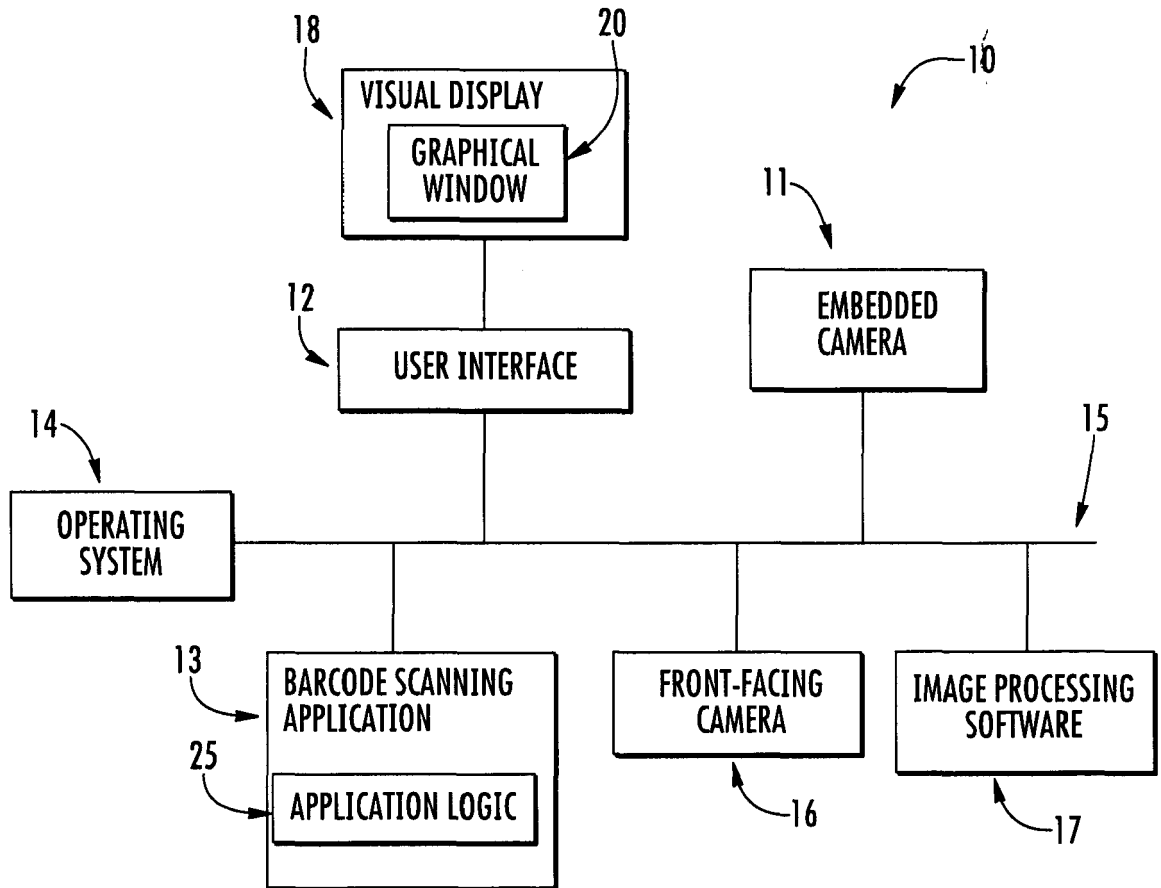 18
20
10
VISUAL DISPLAY
GRAPHICAL
WINDOW
11
12
EMBEDDED
CAMERA
USER INTERFACE
14
15
OPERATING
SYSTEM
13
BARCODE SCANNING
APPLICATION
FRONT-FACING
CAMERA
IMAGE PROCESSING
SOFTWARE
25
APPLICATION LOGIC
16
17